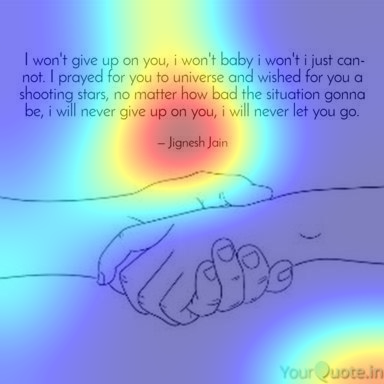 I won't give up on you, i won't baby i won't i just can-
not. I prayed for you to universe and wished for you a
shooting stars, no matter how bad the situation gonna
be, i will never give up on you, i will never let you go.
– Jignesh Jain
YourQuote.in